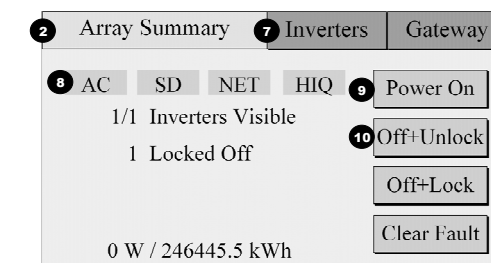 2 Array Summary 7 Inverters Gateway
8 AC SD NET HIQ 9 Power On
1/1 Inverters Visible
10 Off+Unlock
1 Locked Off
Off+Lock
Clear Fault
0 W / 246445.5 kWh